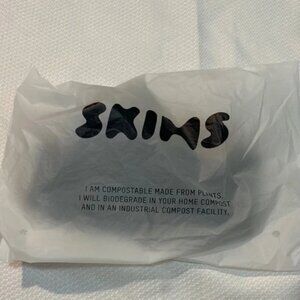 SKIMS
I AM COMPOSTABLE MADE FROM PLANTS.
I WILL BIODEGRADE IN YOUR HOME COMPOST
AND IN AN INDUSTRIAL COMPOST FACILITY.